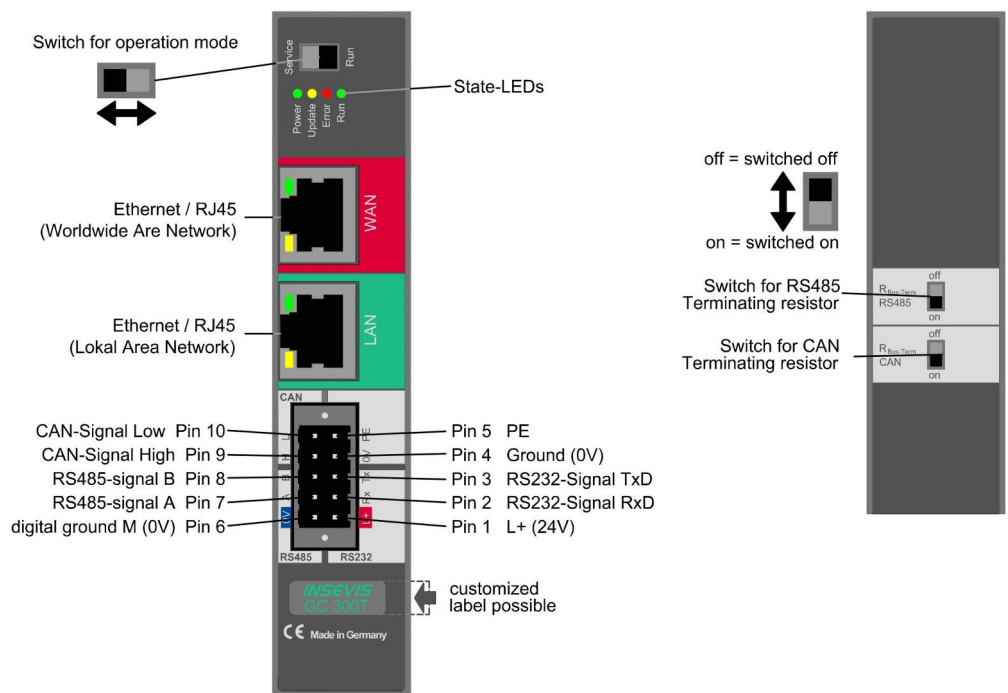 Switch for operation mode
Service
Run
State-LEDs
Power
Update
Error
Run
Ethernet / RJ45
(Worldwide Are Network)
WAN
Ethernet / RJ45
(Lokal Area Network)
LAN
CAN
CAN-Signal Low Pin 10
CAN-Signal High Pin 9
RS485-signal B Pin 8
RS485-signal A Pin 7
digital ground M (0V) Pin 6
L
H
B
A
0V
PE
0V
Tx
Rx
L+
Pin 5 PE
Pin 4 Ground (0V)
Pin 3 RS232-Signal TxD
Pin 2 RS232-Signal RxD
Pin 1 L+ (24V)
RS485 RS232
INSEVIS
GC 300T
customized
label possible
CE Made in Germany
off = switched off
on = switched on
Switch for RS485
Terminating resistor
off
RBus-Term
RS485
on
Switch for CAN
Terminating resistor
off
RBus-Term
CAN
on